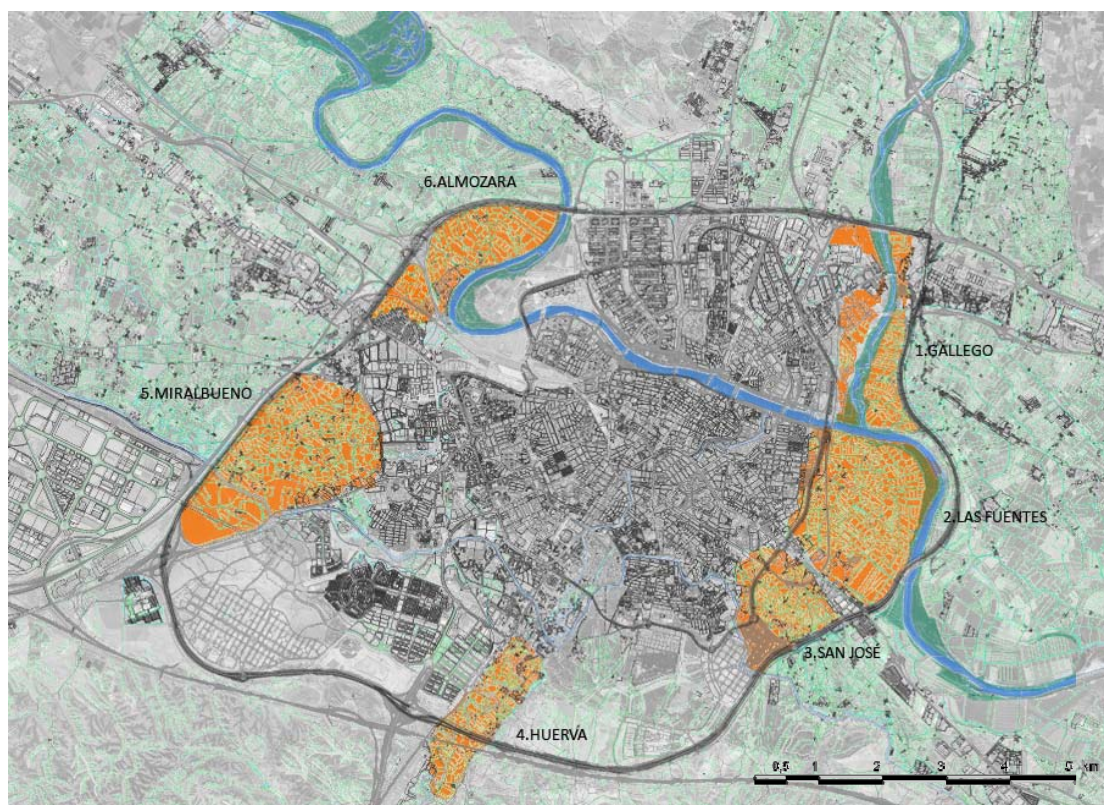 6.ALMOZARA
1.GALLEGO
5.MIRALBUENO
2.LAS FUENTES
3.SAN JOSÉ
4.HUERVA
0,5 1 2 3 4 5 km